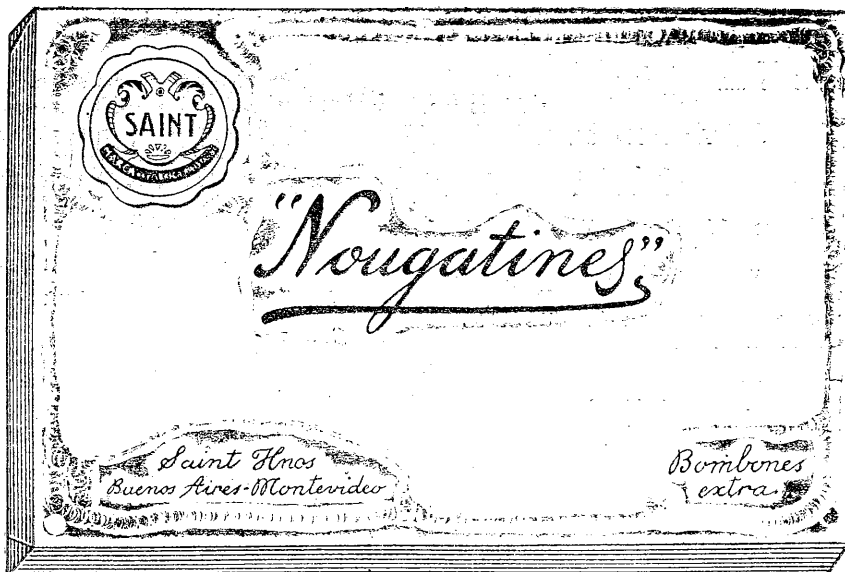 SAINT
"Nougatines"
Saint Hnos
Buenos Aires-Montevideo
Bombones
extra